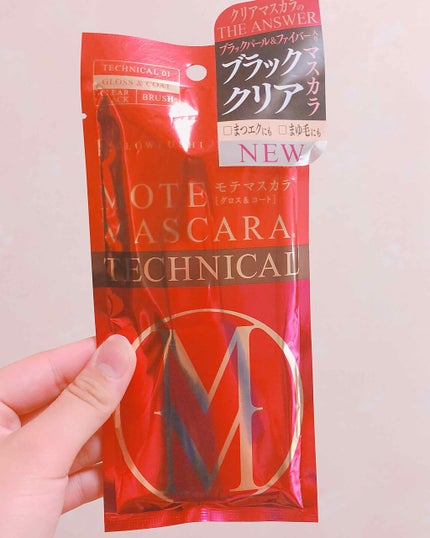 クリアマスカラの
THE ANSWER
ブラックパール&ファイバー入り
ブラック
クリア
マスカラ
□まつエクにも □まゆ毛にも
NEW
TECHNICAL 01
GLOSS & COAT
CLEAR
BLACK
BRUSH
MOTE
モテマスカラ
[グロス&コート]
MASCARA
TECHNICAL
M